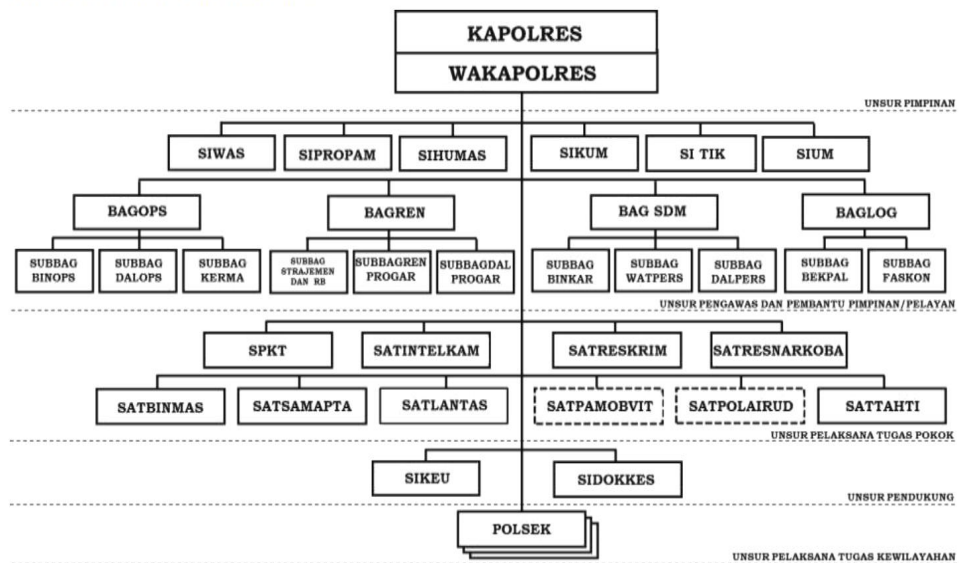 KAPOLRES
WAKAPOLRES
UNSUR PIMPINAN
SIWAS
SIPROPAM
SIHUMAS
SIKUM
SI TIK
SIUM
BAGOPS
BAGREN
BAG SDM
BAGLOG
SUBBAG
BINOPS
SUBBAG
DALOPS
SUBBAG
KERMA
SUBBAG
STRAJEMEN
DAN RB
SUBBAGREN
PROGAR
SUBBAGDAL
PROGAR
SUBBAG
BINKAR
SUBBAG
WATPERS
SUBBAG
DALPERS
SUBBAG
BEKPAL
SUBBAG
FASKON
UNSUR PENGAWAS DAN PEMBANTU PIMPINAN/PELAYAN
SPKT
SATINTELKAM
SATRESKRIM
SATRESNARKOBA
SATBINMAS
SATSAMAPTA
SATLANTAS
SATPAMOBVIT
SATPOLAIRUD
SATTAHTI
UNSUR PELAKSANA TUGAS POKOK
SIKEU
SIDOKKES
UNSUR PENDUKUNG
POLSEK
UNSUR PELAKSANA TUGAS KEWILAYAHAN